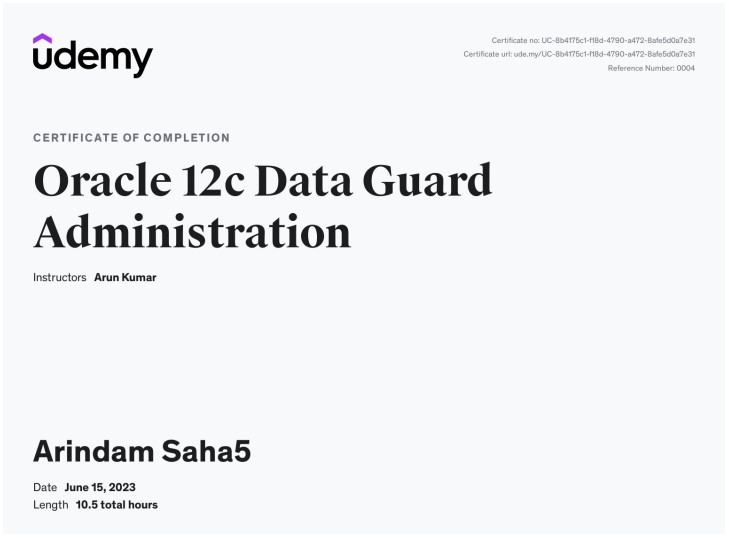 udemy
Certificate no: UC-8b4f75c1-f18d-4790-a472-8afe5d0a7e31
Certificate url: ude.my/UC-8b4f75c1-f18d-4790-a472-8afe5d0a7e31
Reference Number: 0004
CERTIFICATE OF COMPLETION
Oracle 12c Data Guard
Administration
Instructors Arun Kumar
Arindam Saha5
Date June 15, 2023
Length 10.5 total hours